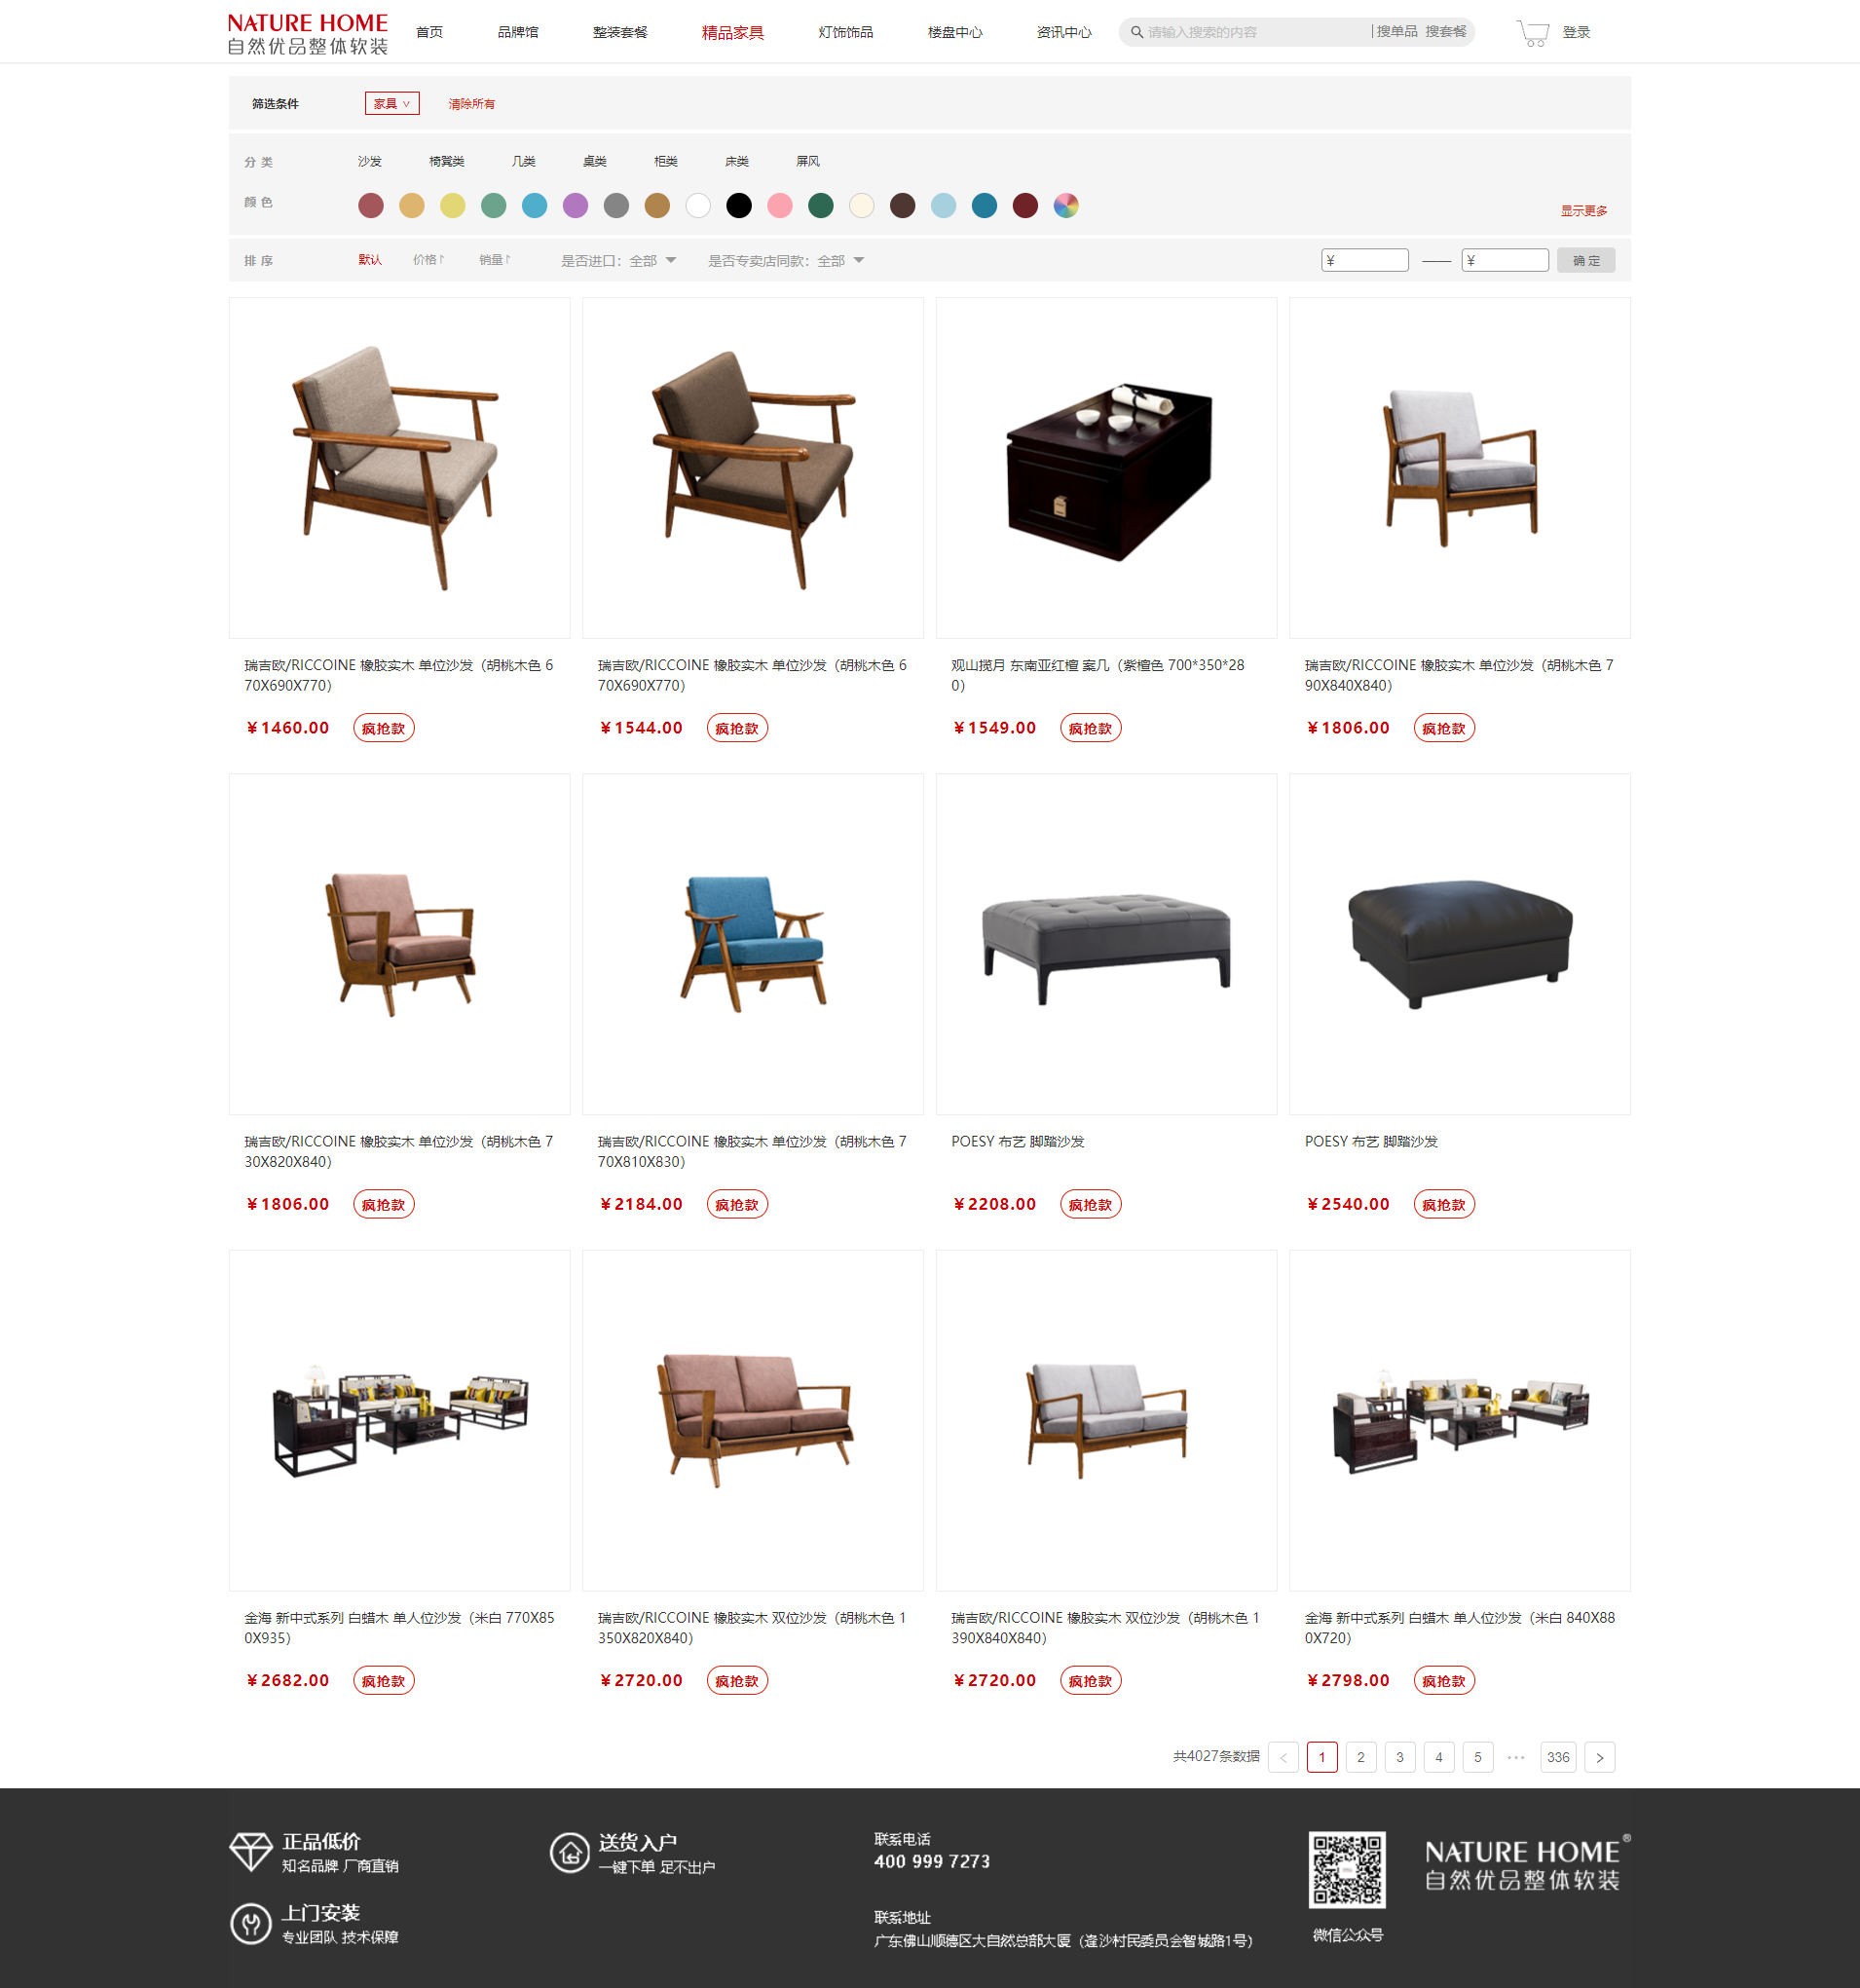 NATURE HOME
自然优品整体软装
首页 品牌馆 整装套餐 精品家具 灯饰饰品 楼盘中心 资讯中心
请输入搜索的内容 |搜单品 搜套餐
登录
筛选条件 家具 清除所有
分 类 沙发 椅凳类 几类 桌类 柜类 床类 屏风
颜 色
显示更多
排 序 默认 价格 销量 是否进口：全部 是否专卖店同款：全部 ¥ —— ¥ 确 定
瑞吉欧/RICCOINE 橡胶实木 单位沙发（胡桃木色 6
70X690X770）
¥1460.00 疯抢款
瑞吉欧/RICCOINE 橡胶实木 单位沙发（胡桃木色 6
70X690X770）
¥1544.00 疯抢款
观山揽月 东南亚红檀 案几（紫檀色 700*350*28
0）
¥1549.00 疯抢款
瑞吉欧/RICCOINE 橡胶实木 单位沙发（胡桃木色 7
90X840X840）
¥1806.00 疯抢款
瑞吉欧/RICCOINE 橡胶实木 单位沙发（胡桃木色 7
30X820X840）
¥1806.00 疯抢款
瑞吉欧/RICCOINE 橡胶实木 单位沙发（胡桃木色 7
70X810X830）
¥2184.00 疯抢款
POESY 布艺 脚踏沙发
¥2208.00 疯抢款
POESY 布艺 脚踏沙发
¥2540.00 疯抢款
金海 新中式系列 白蜡木 单人位沙发（米白 770X85
0X935）
¥2682.00 疯抢款
瑞吉欧/RICCOINE 橡胶实木 双位沙发（胡桃木色 1
350X820X840）
¥2720.00 疯抢款
瑞吉欧/RICCOINE 橡胶实木 双位沙发（胡桃木色 1
390X840X840）
¥2720.00 疯抢款
金海 新中式系列 白蜡木 单人位沙发（米白 840X88
0X720）
¥2798.00 疯抢款
共4027条数据 < 1 2 3 4 5 ••• 336 >
正品低价
知名品牌 厂商直销
送货入户
一键下单 足不出户
上门安装
专业团队 技术保障
联系电话
400 999 7273
联系地址
广东佛山顺德区大自然总部大厦（逢沙村民委员会智城路1号）
微信公众号
NATURE HOME®
自然优品整体软装